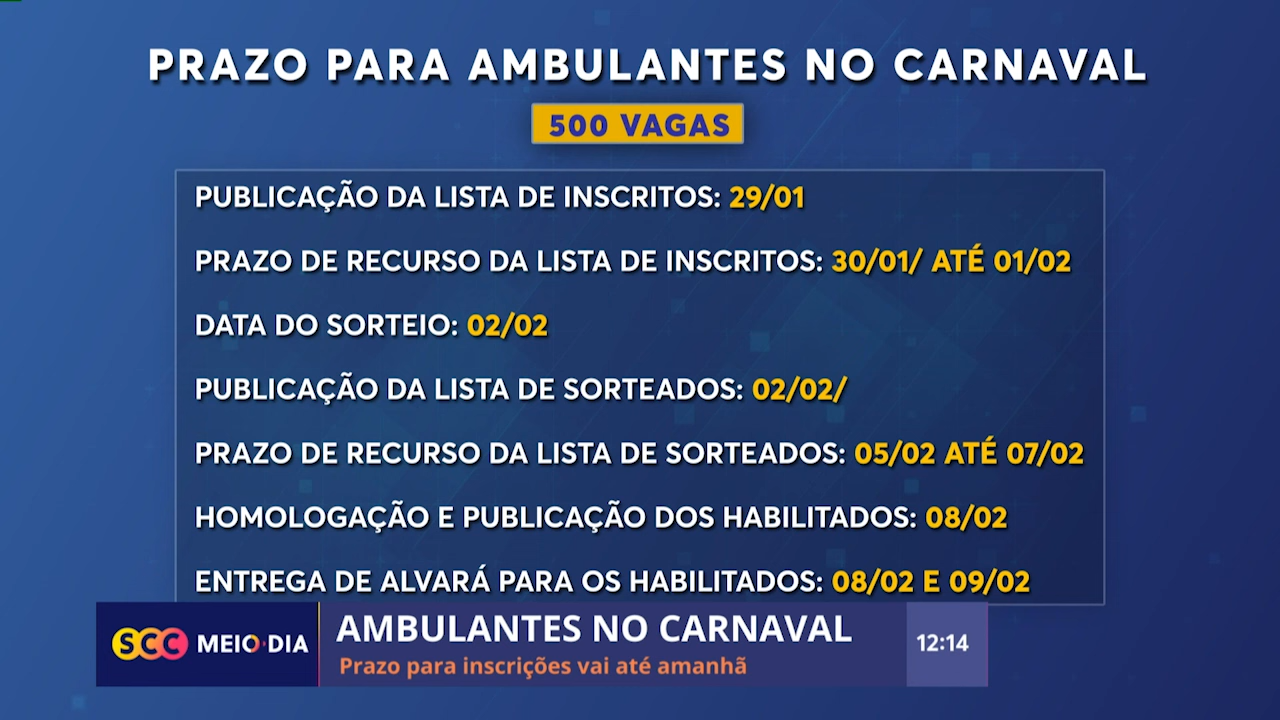 PRAZO PARA AMBULANTES NO CARNAVAL
500 VAGAS
PUBLICAÇÃO DA LISTA DE INSCRITOS: 29/01
PRAZO DE RECURSO DA LISTA DE INSCRITOS: 30/01/ ATÉ 01/02
DATA DO SORTEIO: 02/02
PUBLICAÇÃO DA LISTA DE SORTEADOS: 02/02/
PRAZO DE RECURSO DA LISTA DE SORTEADOS: 05/02 ATÉ 07/02
HOMOLOGAÇÃO E PUBLICAÇÃO DOS HABILITADOS: 08/02
ENTREGA DE ALVARÁ PARA OS HABILITADOS: 08/02 E 09/02
SCC MEIO-DIA
AMBULANTES NO CARNAVAL
Prazo para inscrições vai até amanhã
12:14